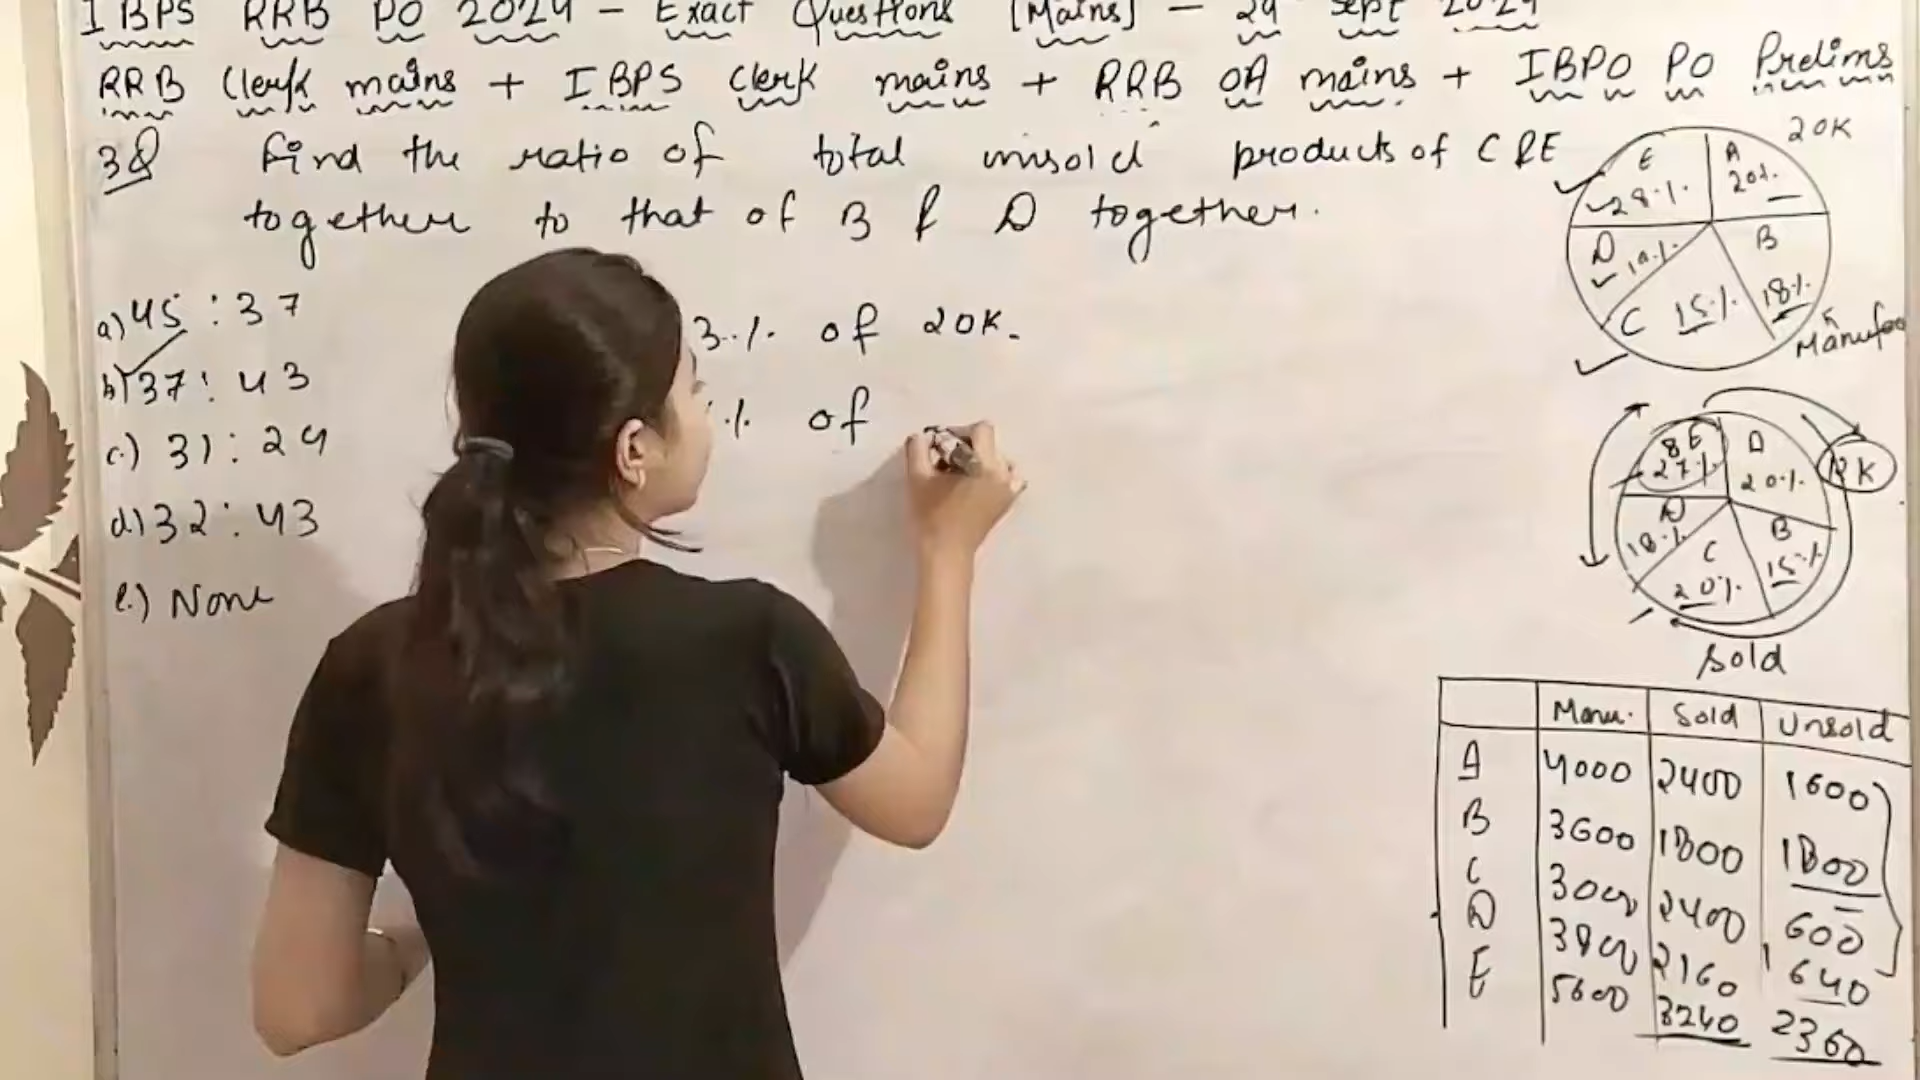 IBPS RRB PO 2024 - Exact Questions [Mains] - 29 Sept 2024
RRB Clerk mains + IBPS Clerk mains + RRB OA mains + IBPO PO Prelims
3Q Find the ratio of total unsold products of C & E
together to that of B & D together.
a) 45 : 37
b) 37 : 43
c.) 31 : 29
d.) 32 : 43
e.) None
3.% of 20K.
% of
20K
E 28.%
A 20%
D 19.%
B 18%
C 15.%
Manufa
8 E 27.%
D 20.%
12K
D 18.%
B 15.%
C 20%
Sold
Manu. Sold Unsold
A 4000 2400 1600
B 3600 1800 1800
C 3000 2400 600
D 3800 2160 1640
E 5600 3240 2360